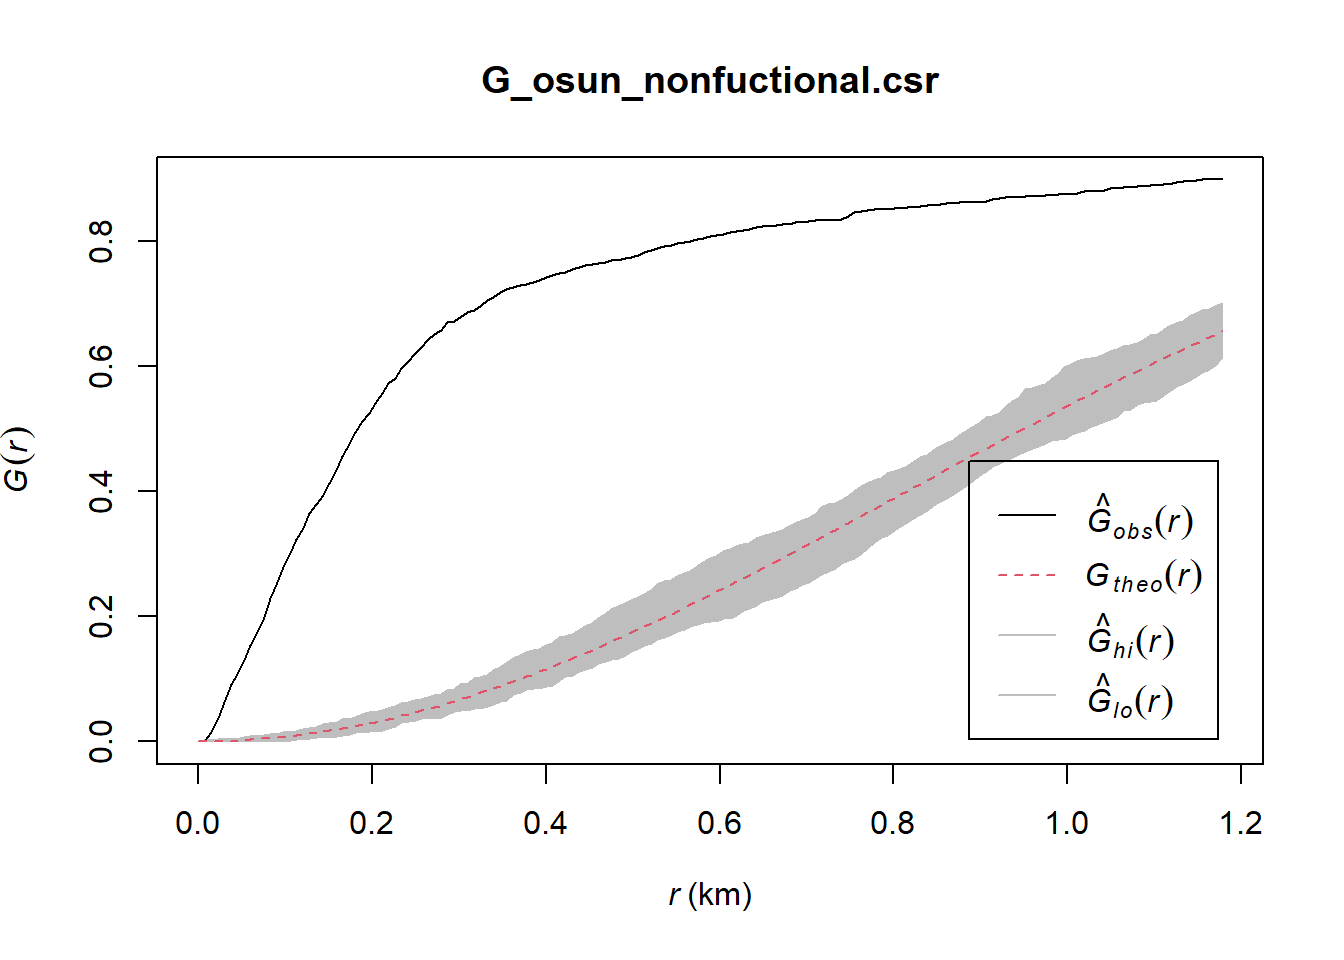 G_osun_nonfuctional.csr
G(r)
0.8
0.6
0.4
0.2
0.0
0.0 0.2 0.4 0.6 0.8 1.0 1.2
r (km)
Ĝobs(r)
Gtheo(r)
Ĝhi(r)
Ĝlo(r)